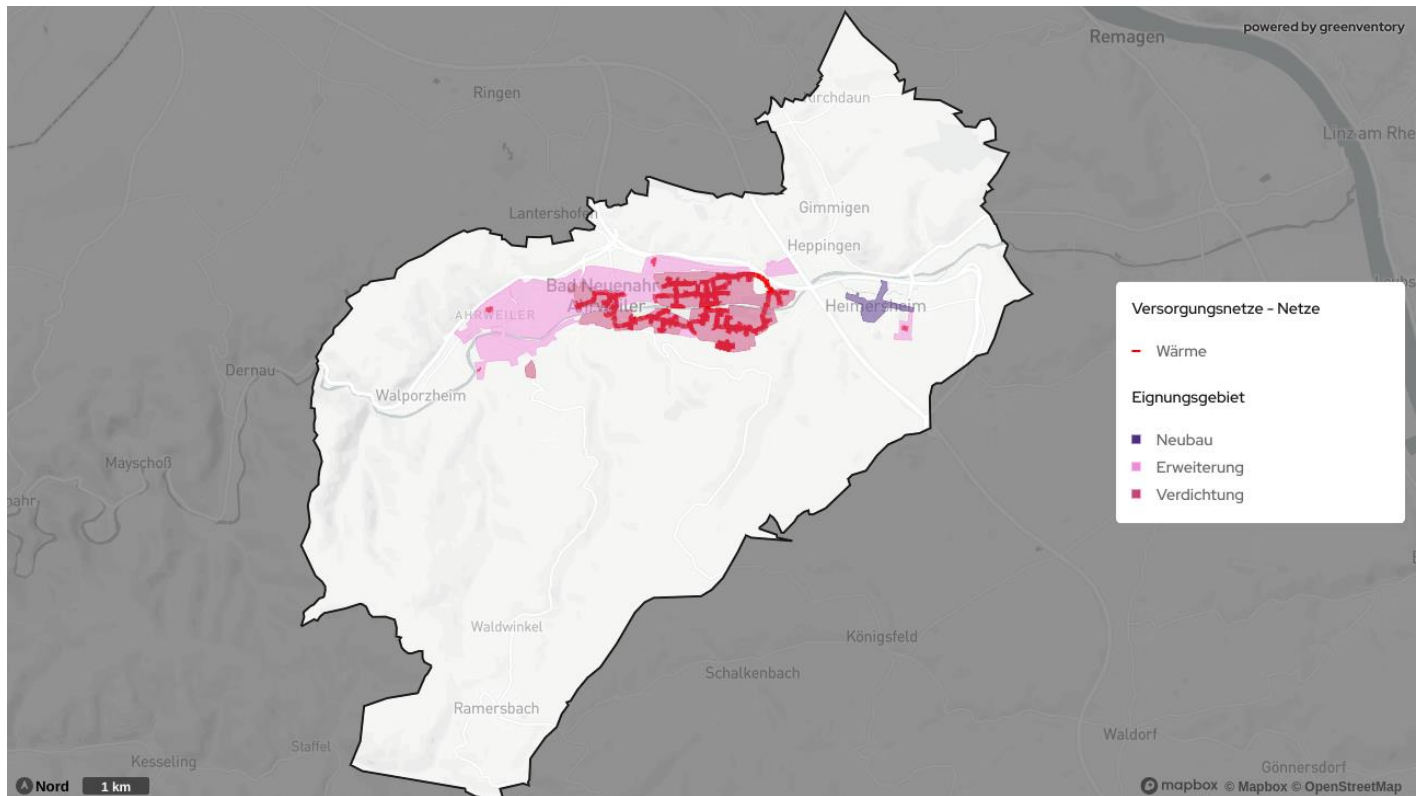 powered by greenventory
Remagen
Ringen
irchdaun
Linz am Rhe
Lantershofen
Gimmigen
Heppingen
Bad Neuenahr
Ahrweiler
AHRWEILER
Heimersheim
Versorgungsnetze - Netze
Wärme
Eignungsgebiet
Neubau
Erweiterung
Verdichtung
Dernau
Walporzheim
Mayschoß
Waldwinkel
Königsfeld
Schalkenbach
Ramersbach
Staffel
Kesseling
Waldorf
Gönnersdorf
Nord
1 km
mapbox © Mapbox © OpenStreetMap